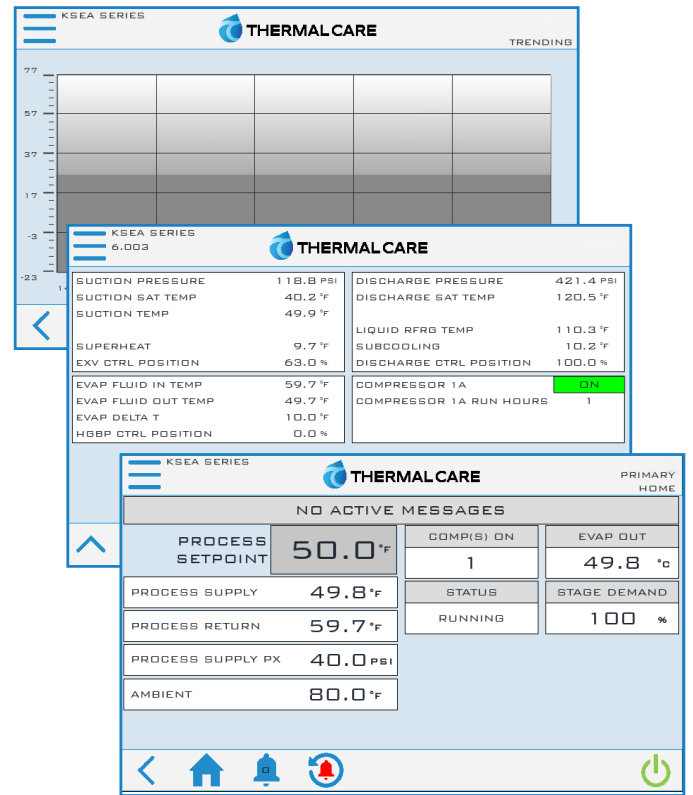 KSEA SERIES
THERMALCARE
TRENDING
77
57
37
17
-3
-23
KSEA SERIES
6.003
THERMALCARE
SUCTION PRESSURE 118.8 PSI
SUCTION SAT TEMP 40.2 °F
SUCTION TEMP 49.9 °F
SUPERHEAT 9.7 °F
EXV CTRL POSITION 63.0 %
DISCHARGE PRESSURE 421.4 PSI
DISCHARGE SAT TEMP 120.5 °F
LIQUID RFRG TEMP 110.3 °F
SUBCOOLING 10.2 °F
DISCHARGE CTRL POSITION 100.0 %
EVAP FLUID IN TEMP 59.7 °F
EVAP FLUID OUT TEMP 49.7 °F
EVAP DELTA T 10.0 °F
HGBP CTRL POSITION 0.0 %
COMPRESSOR 1A ON
COMPRESSOR 1A RUN HOURS 1
KSEA SERIES
THERMALCARE
PRIMARY
HOME
NO ACTIVE MESSAGES
PROCESS
SETPOINT
50.0 °F
PROCESS SUPPLY 49.8 °F
PROCESS RETURN 59.7 °F
PROCESS SUPPLY PX 40.0 PSI
AMBIENT 80.0 °F
COMP(S) ON
1
EVAP OUT
49.8 °C
STATUS
RUNNING
STAGE DEMAND
100 %
0